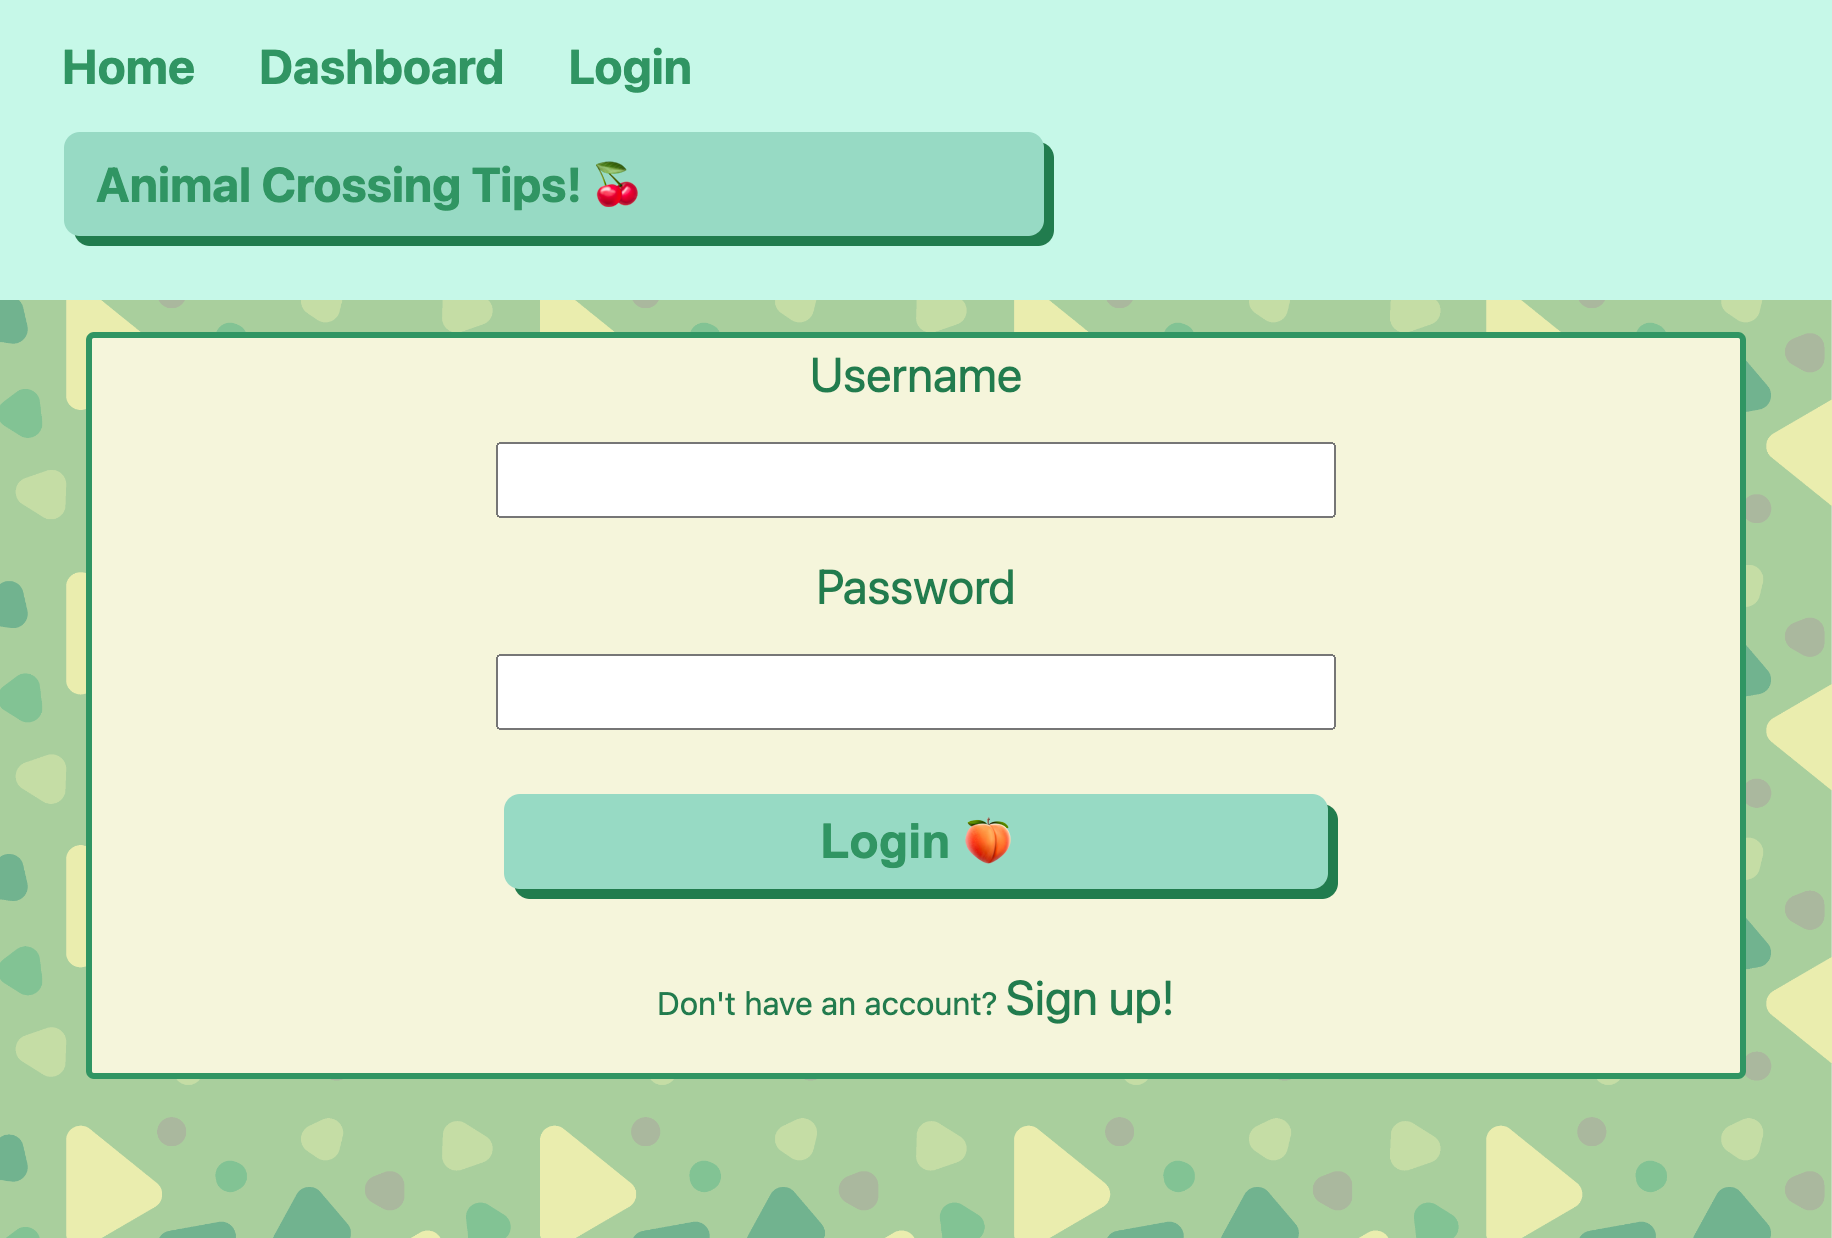 Home Dashboard Login
Animal Crossing Tips! 🍒
Username
Password
Login 🍑
Don't have an account? Sign up!